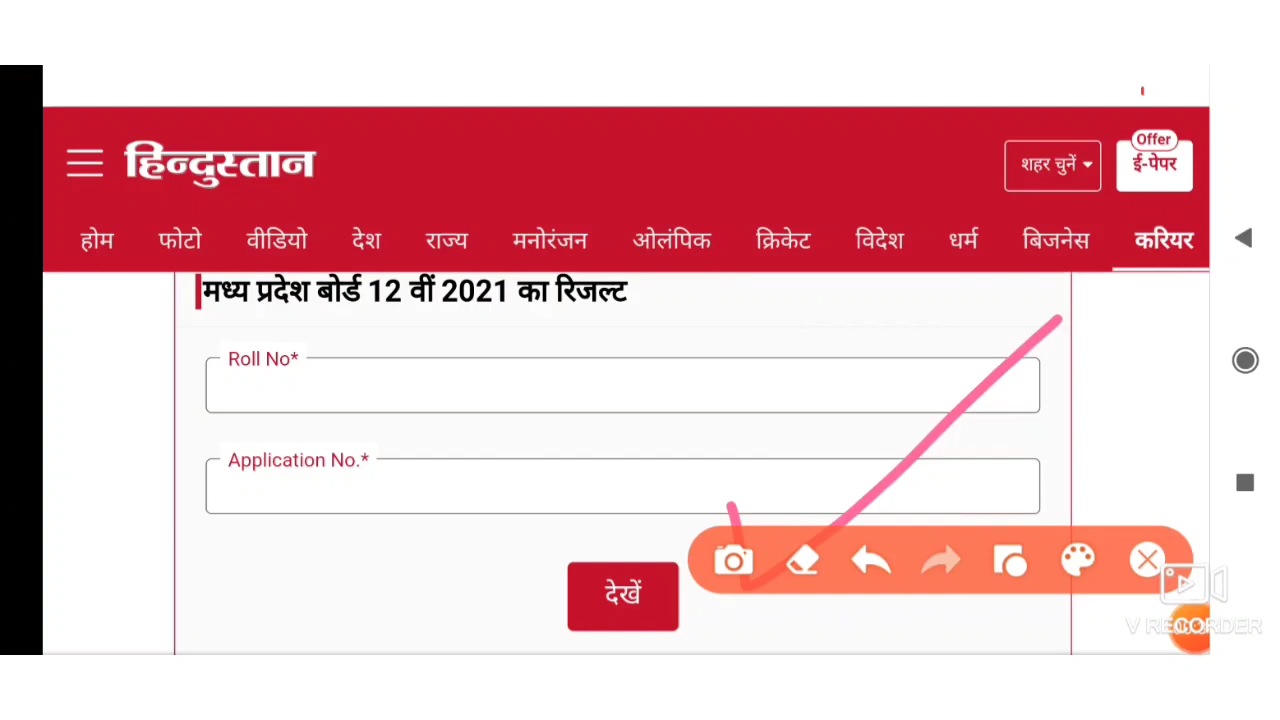 हिन्दुस्तान
शहर चुनें
Offer
ई-पेपर
होम फोटो वीडियो देश राज्य मनोरंजन ओलंपिक क्रिकेट विदेश धर्म बिजनेस करियर
मध्य प्रदेश बोर्ड 12 वीं 2021 का रिजल्ट
Roll No*
Application No.*
देखें
V RECORDER